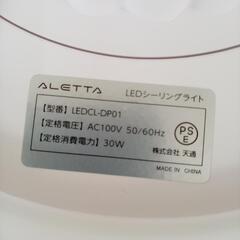 ALETTA LEDシーリングライト
【型番】 LEDCL-DP01
【定格電圧】 AC100V 50/60Hz
【定格消費電力】 30W
PS
E
株式会社 天通
MADE IN CHINA